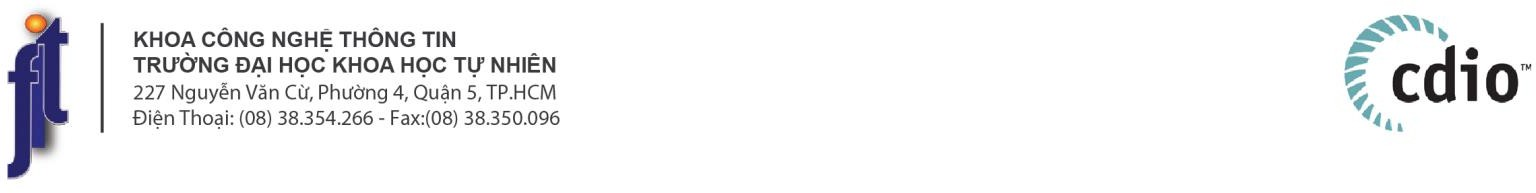 fit
KHOA CÔNG NGHỆ THÔNG TIN
TRƯỜNG ĐẠI HỌC KHOA HỌC TỰ NHIÊN
227 Nguyễn Văn Cừ, Phường 4, Quận 5, TP.HCM
Điện Thoại: (08) 38.354.266 - Fax:(08) 38.350.096
cdio™